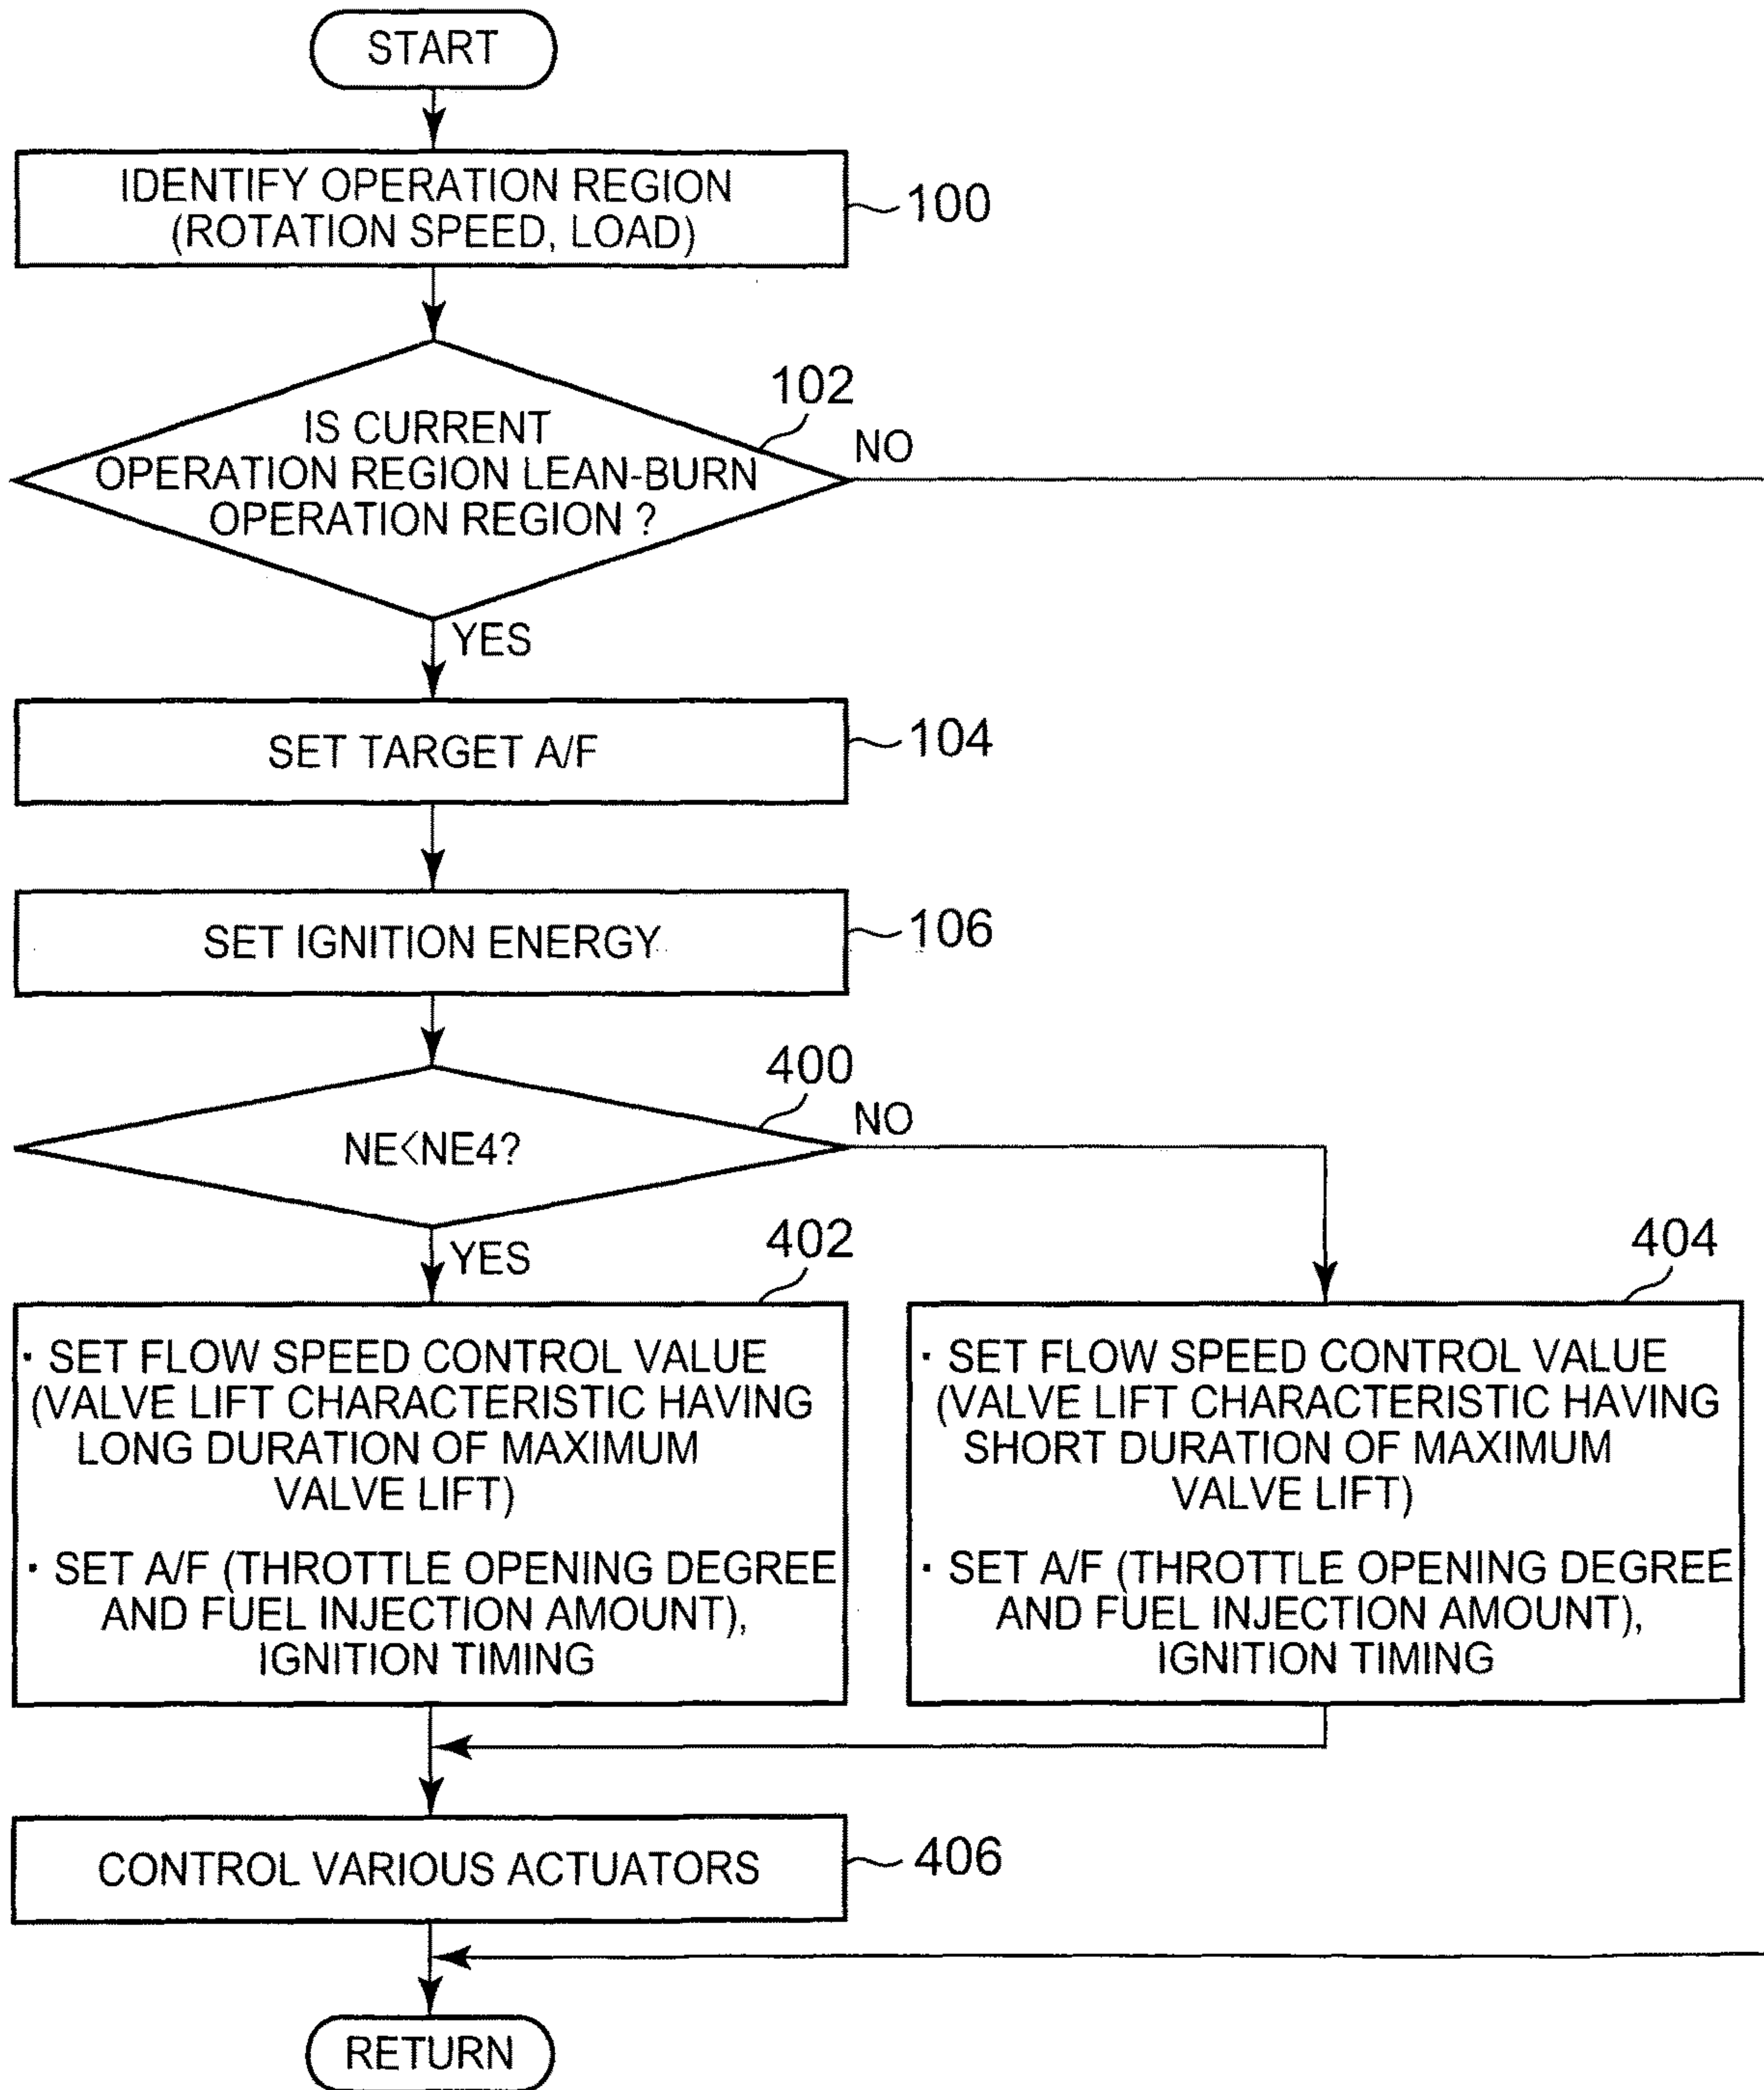 START
IDENTIFY OPERATION REGION
(ROTATION SPEED, LOAD)
100
102
IS CURRENT
OPERATION REGION LEAN-BURN
OPERATION REGION ?
NO
YES
SET TARGET A/F
104
SET IGNITION ENERGY
106
400
NE<NE4?
NO
YES
402
· SET FLOW SPEED CONTROL VALUE
(VALVE LIFT CHARACTERISTIC HAVING
LONG DURATION OF MAXIMUM
VALVE LIFT)
· SET A/F (THROTTLE OPENING DEGREE
AND FUEL INJECTION AMOUNT),
IGNITION TIMING
404
· SET FLOW SPEED CONTROL VALUE
(VALVE LIFT CHARACTERISTIC HAVING
SHORT DURATION OF MAXIMUM
VALVE LIFT)
· SET A/F (THROTTLE OPENING DEGREE
AND FUEL INJECTION AMOUNT),
IGNITION TIMING
CONTROL VARIOUS ACTUATORS
406
RETURN